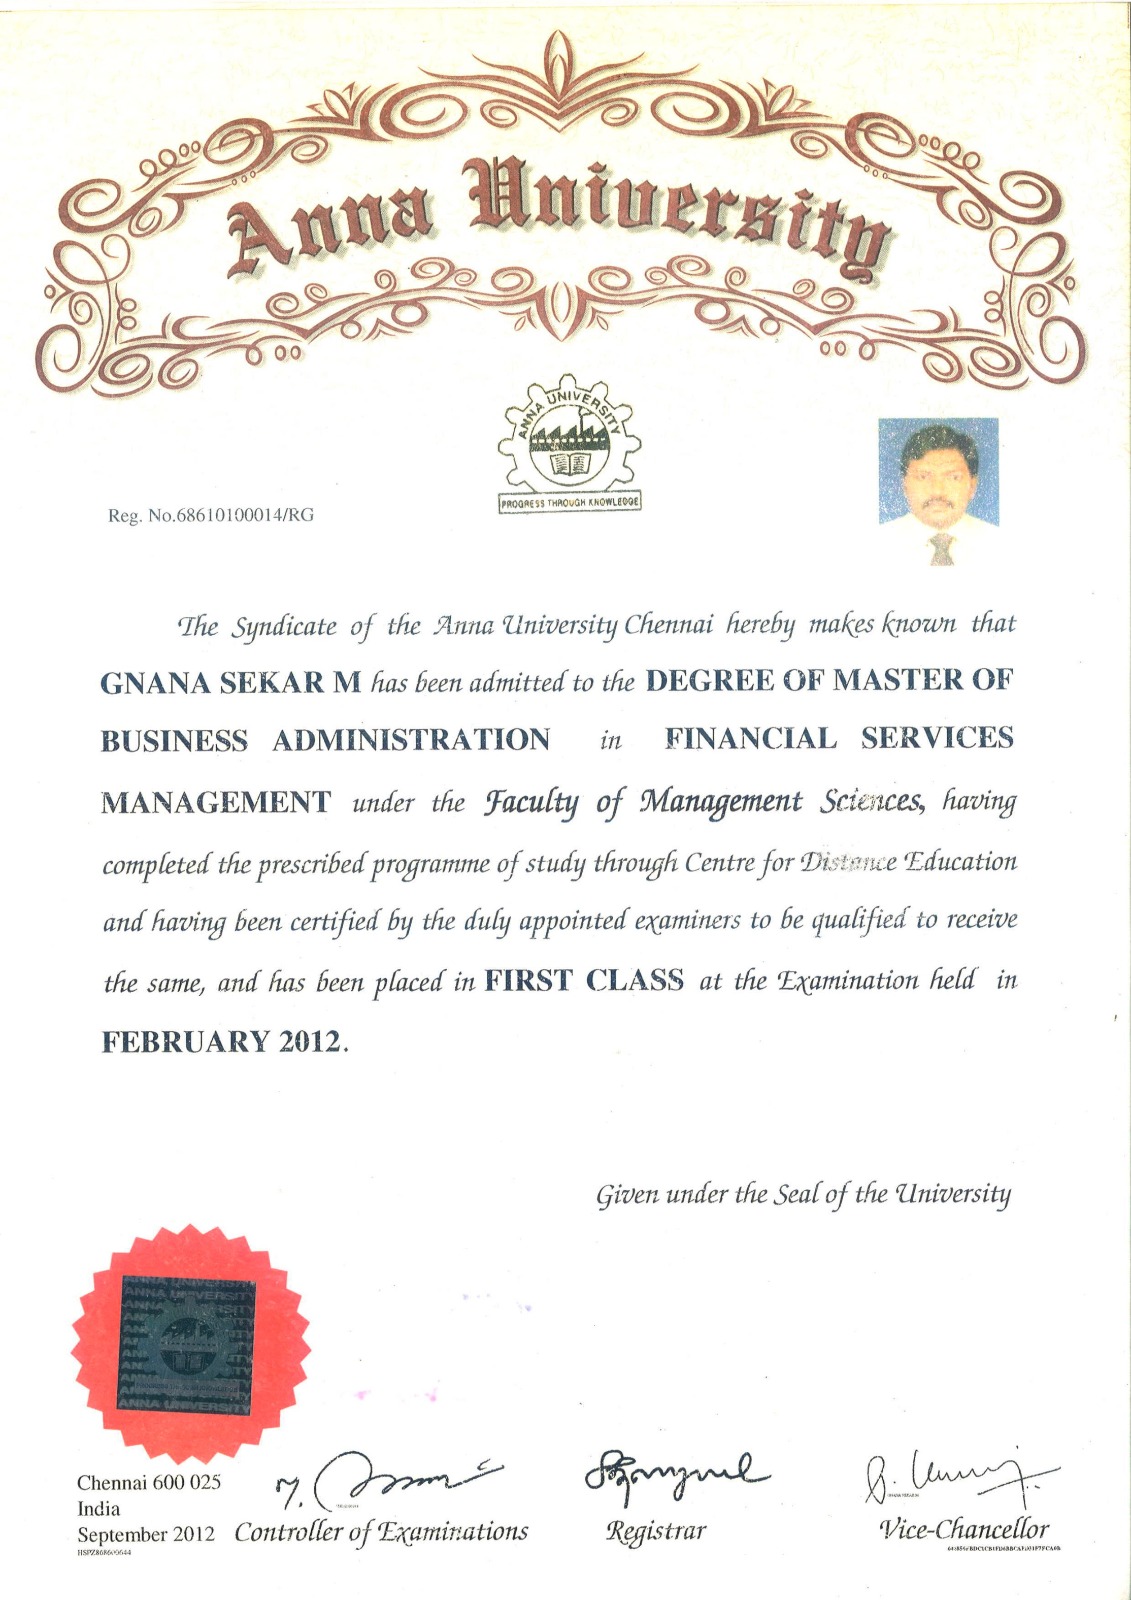 Anna University
ANNA UNIVERSITY
PROGRESS THROUGH KNOWLEDGE
Reg. No.68610100014/RG
The Syndicate of the Anna University Chennai hereby makes known that
GNANA SEKAR M has been admitted to the DEGREE OF MASTER OF
BUSINESS ADMINISTRATION in FINANCIAL SERVICES
MANAGEMENT under the Faculty of Management Sciences, having
completed the prescribed programme of study through Centre for Distance Education
and having been certified by the duly appointed examiners to be qualified to receive
the same, and has been placed in FIRST CLASS at the Examination held in
FEBRUARY 2012.
Given under the Seal of the University
ANNA UNIVERSITY
ANNA UNIVERSITY
Chennai 600 025
India
September 2012
Controller of Examinations
Registrar
Vice-Chancellor